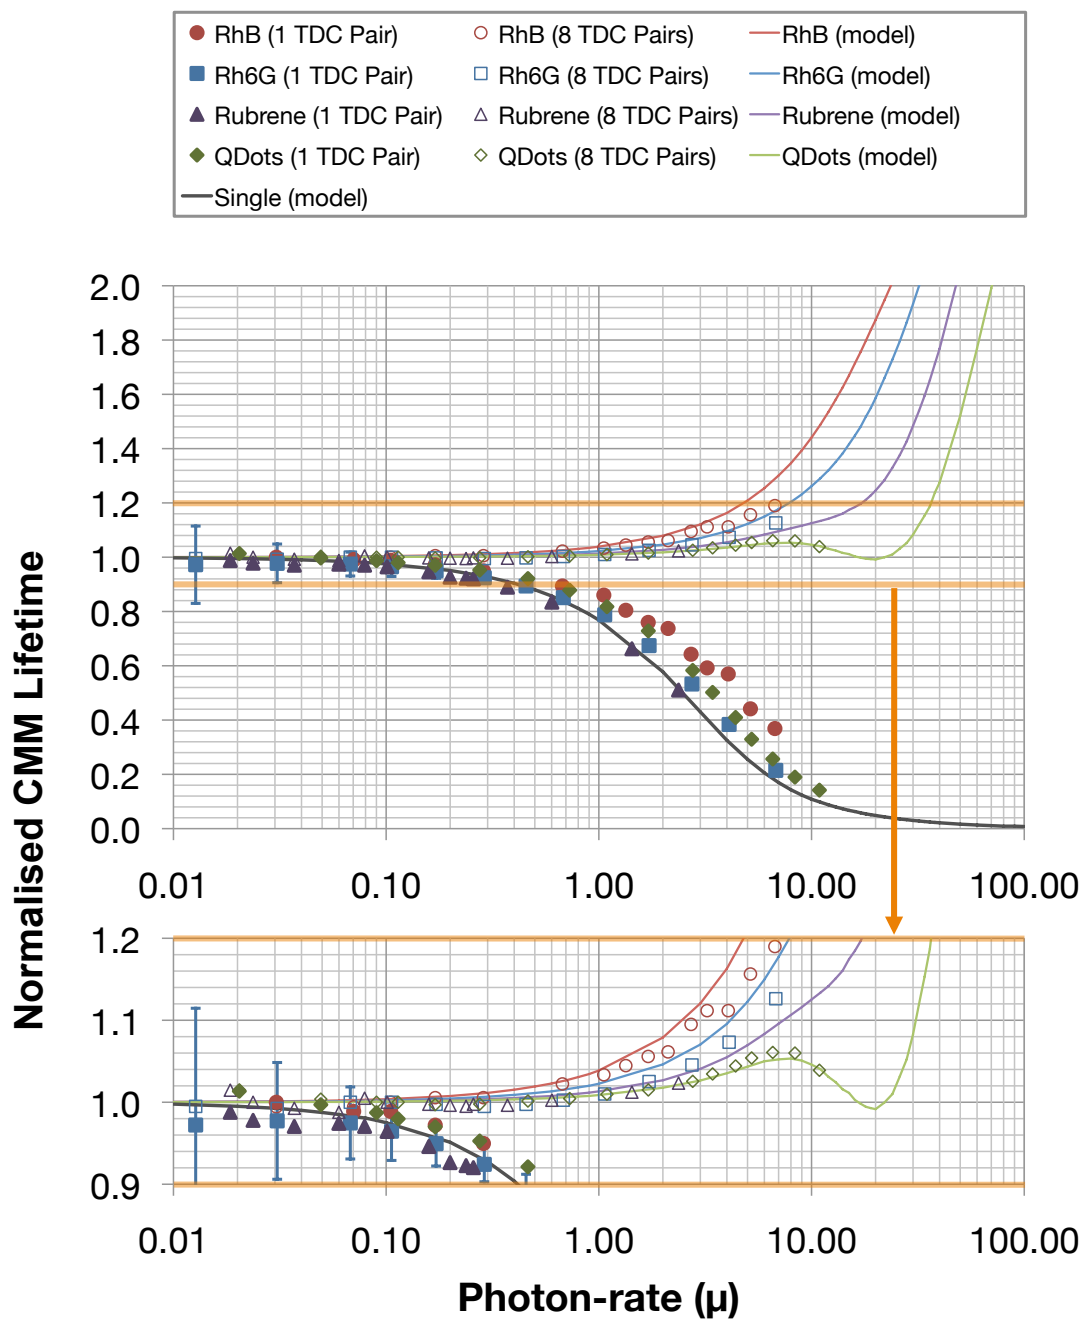 RhB (1 TDC Pair) RhB (8 TDC Pairs) RhB (model)
Rh6G (1 TDC Pair) Rh6G (8 TDC Pairs) Rh6G (model)
Rubrene (1 TDC Pair) Rubrene (8 TDC Pairs) Rubrene (model)
QDots (1 TDC Pair) QDots (8 TDC Pairs) QDots (model)
Single (model)
Normalised CMM Lifetime
2.0
1.8
1.6
1.4
1.2
1.0
0.8
0.6
0.4
0.2
0.0
0.01 0.10 1.00 10.00 100.00
1.2
1.1
1.0
0.9
0.01 0.10 1.00 10.00 100.00
Photon-rate (μ)